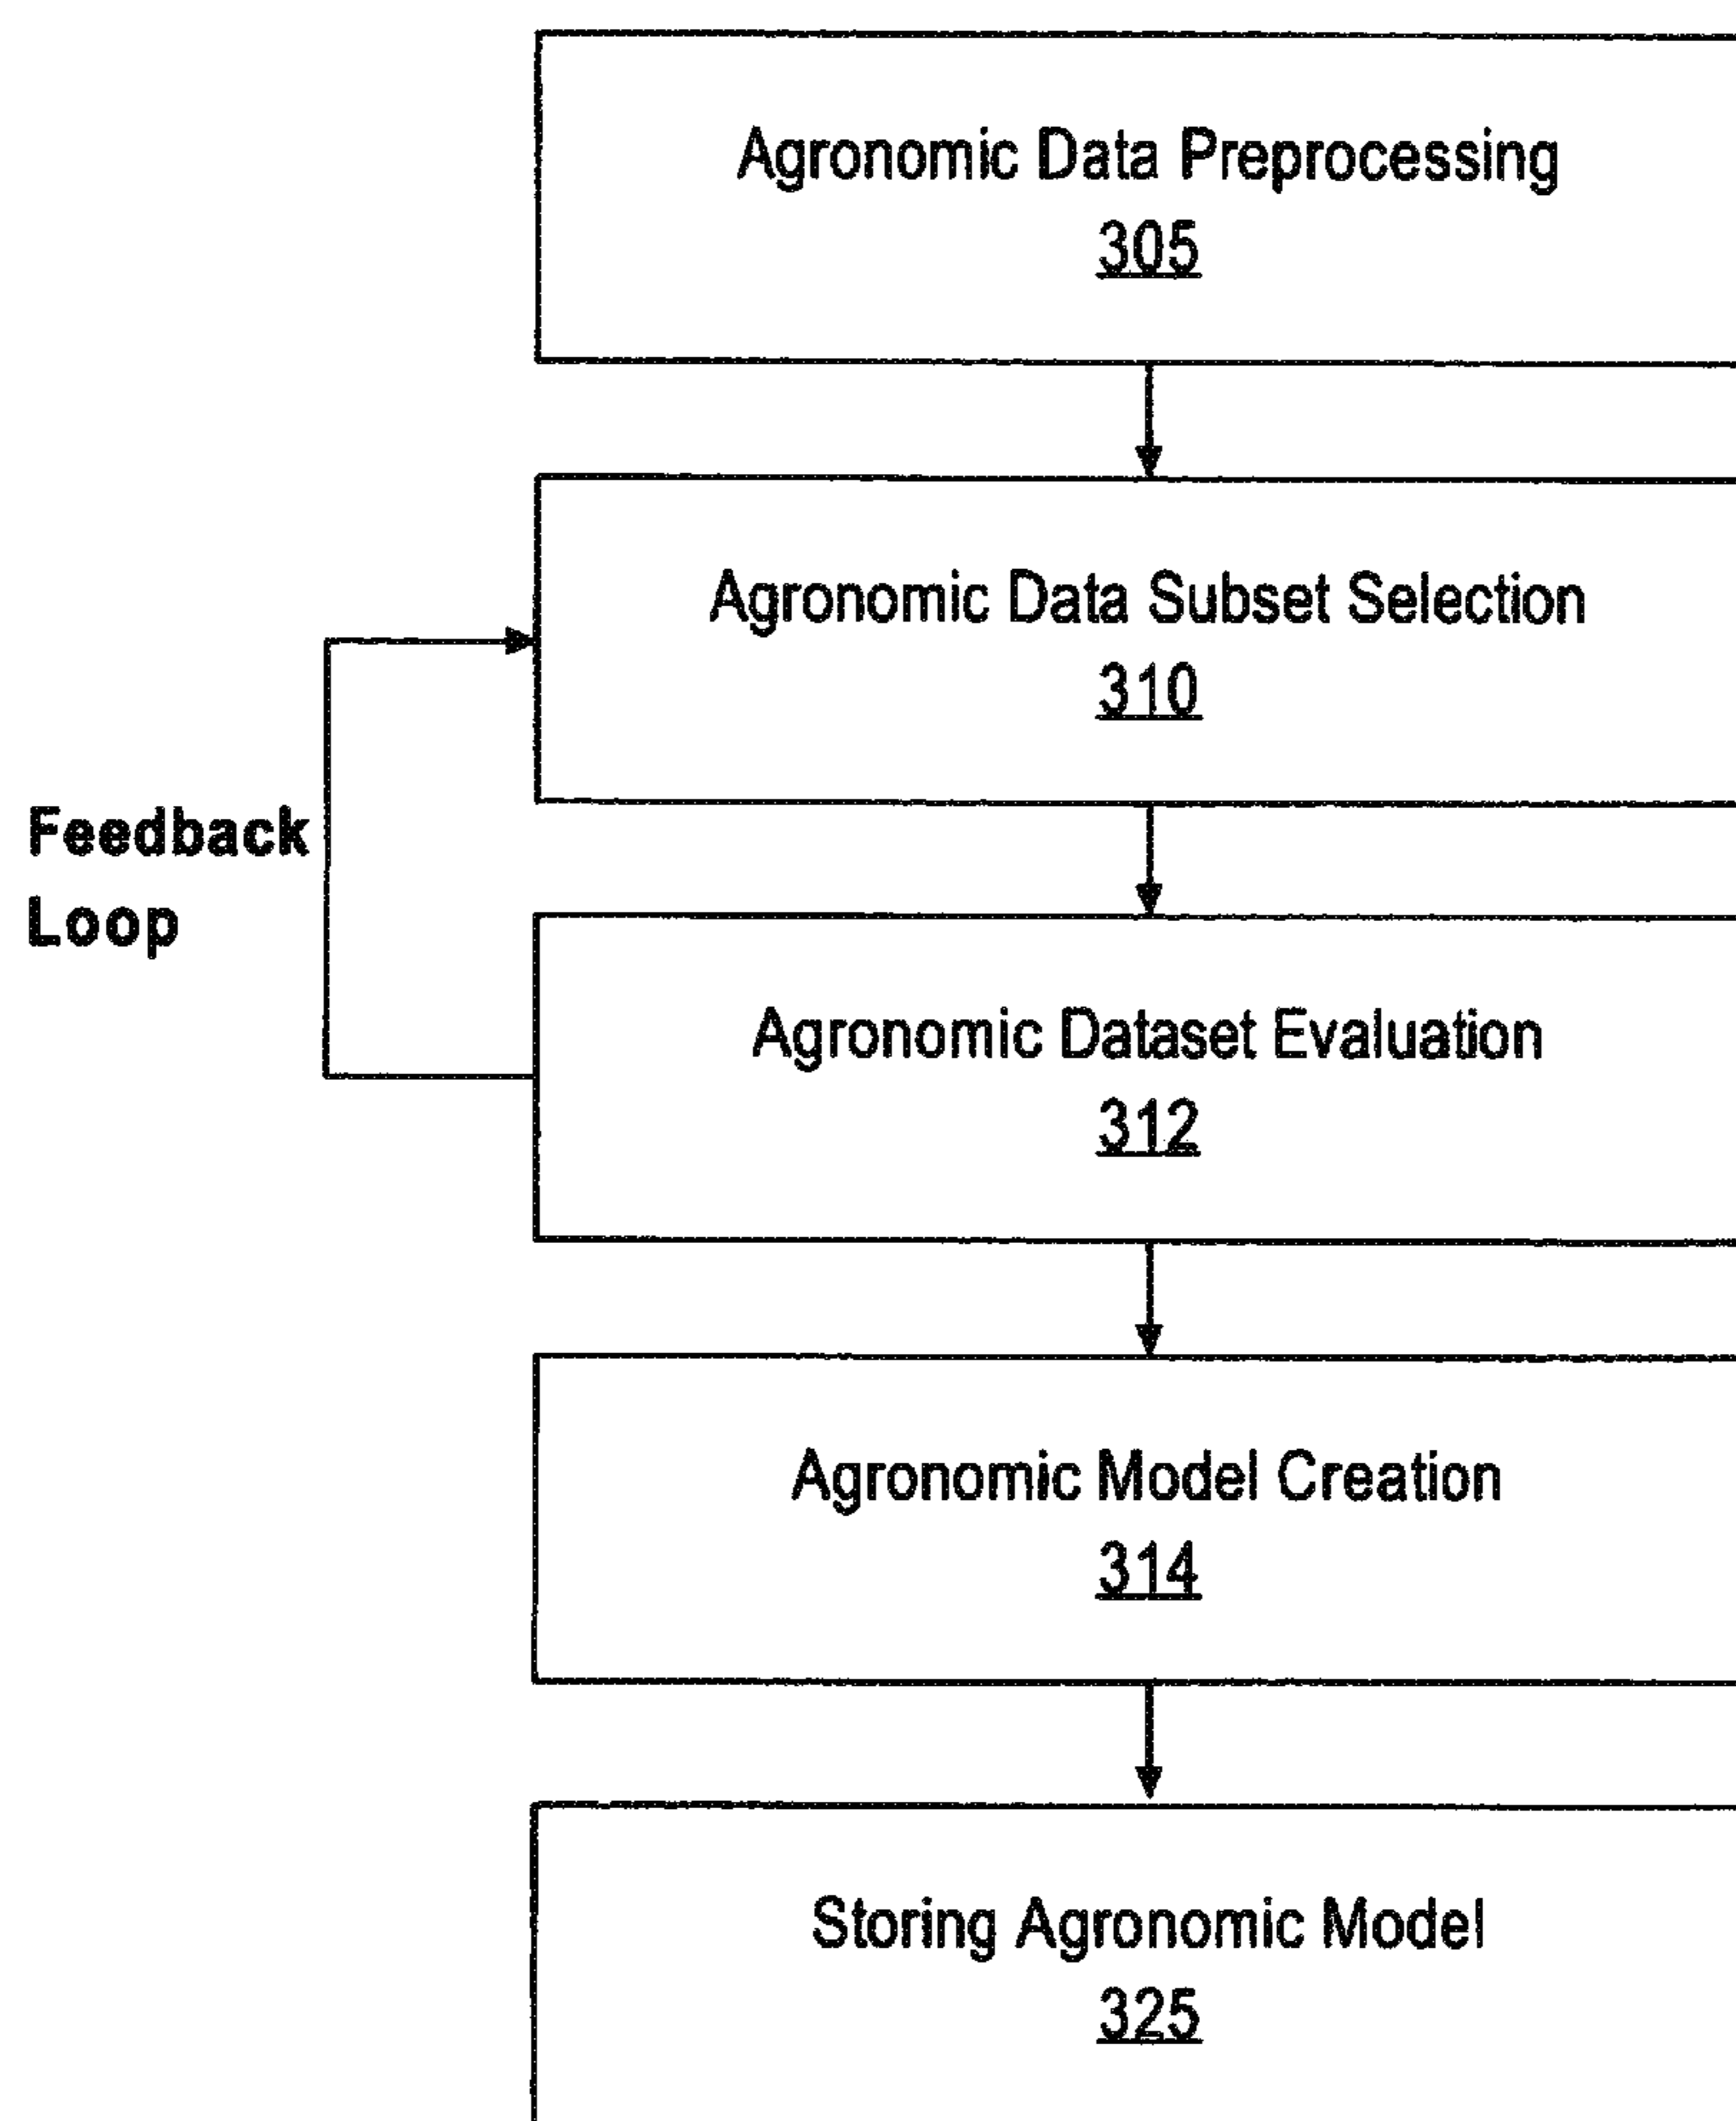 Agronomic Data Preprocessing
305
Agronomic Data Subset Selection
310
Feedback
Loop
Agronomic Dataset Evaluation
312
Agronomic Model Creation
314
Storing Agronomic Model
325